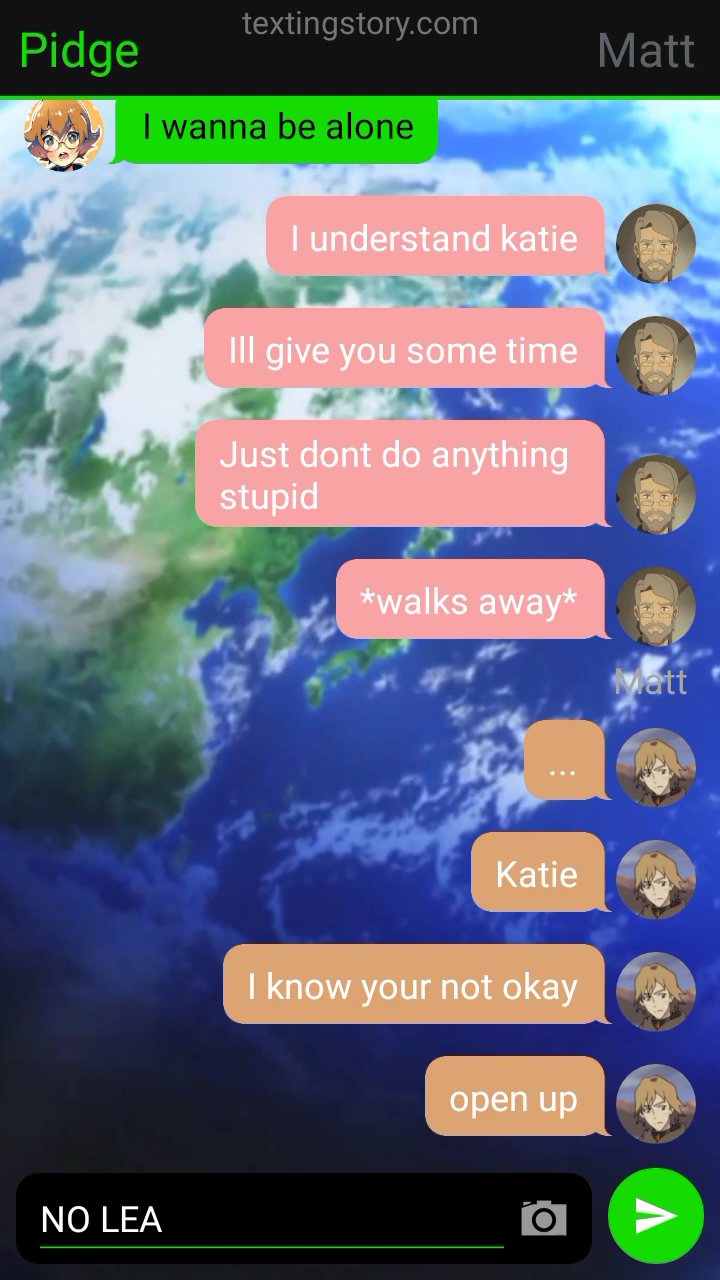 textingstory.com
Pidge
Matt
I wanna be alone
I understand katie
Ill give you some time
Just dont do anything
stupid
*walks away*
Matt
...
Katie
I know your not okay
open up
NO LEA